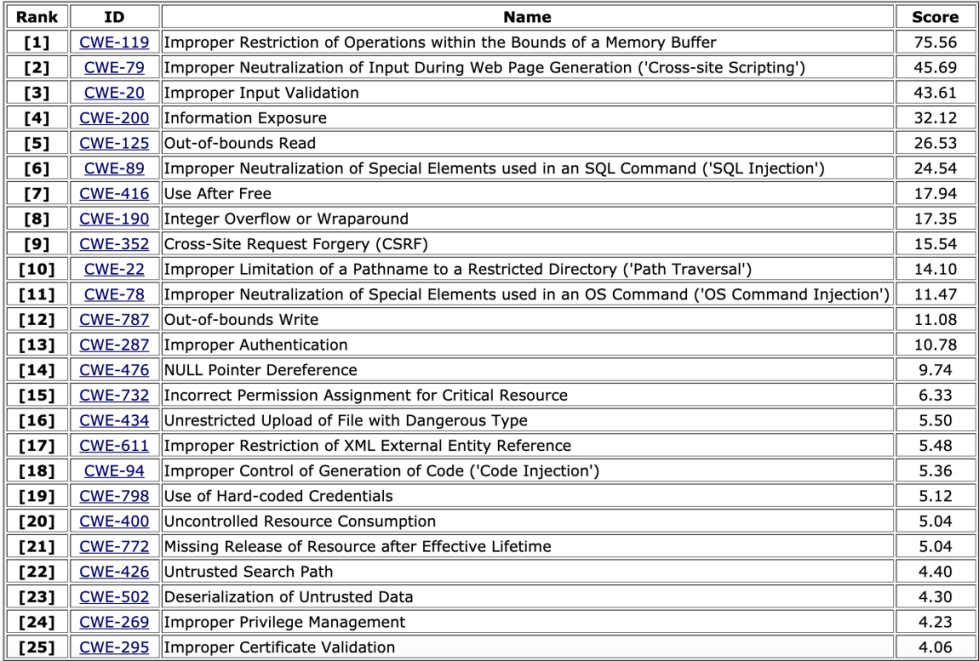 Rank ID Name Score
[1] CWE-119 Improper Restriction of Operations within the Bounds of a Memory Buffer 75.56
[2] CWE-79 Improper Neutralization of Input During Web Page Generation ('Cross-site Scripting') 45.69
[3] CWE-20 Improper Input Validation 43.61
[4] CWE-200 Information Exposure 32.12
[5] CWE-125 Out-of-bounds Read 26.53
[6] CWE-89 Improper Neutralization of Special Elements used in an SQL Command ('SQL Injection') 24.54
[7] CWE-416 Use After Free 17.94
[8] CWE-190 Integer Overflow or Wraparound 17.35
[9] CWE-352 Cross-Site Request Forgery (CSRF) 15.54
[10] CWE-22 Improper Limitation of a Pathname to a Restricted Directory ('Path Traversal') 14.10
[11] CWE-78 Improper Neutralization of Special Elements used in an OS Command ('OS Command Injection') 11.47
[12] CWE-787 Out-of-bounds Write 11.08
[13] CWE-287 Improper Authentication 10.78
[14] CWE-476 NULL Pointer Dereference 9.74
[15] CWE-732 Incorrect Permission Assignment for Critical Resource 6.33
[16] CWE-434 Unrestricted Upload of File with Dangerous Type 5.50
[17] CWE-611 Improper Restriction of XML External Entity Reference 5.48
[18] CWE-94 Improper Control of Generation of Code ('Code Injection') 5.36
[19] CWE-798 Use of Hard-coded Credentials 5.12
[20] CWE-400 Uncontrolled Resource Consumption 5.04
[21] CWE-772 Missing Release of Resource after Effective Lifetime 5.04
[22] CWE-426 Untrusted Search Path 4.40
[23] CWE-502 Deserialization of Untrusted Data 4.30
[24] CWE-269 Improper Privilege Management 4.23
[25] CWE-295 Improper Certificate Validation 4.06